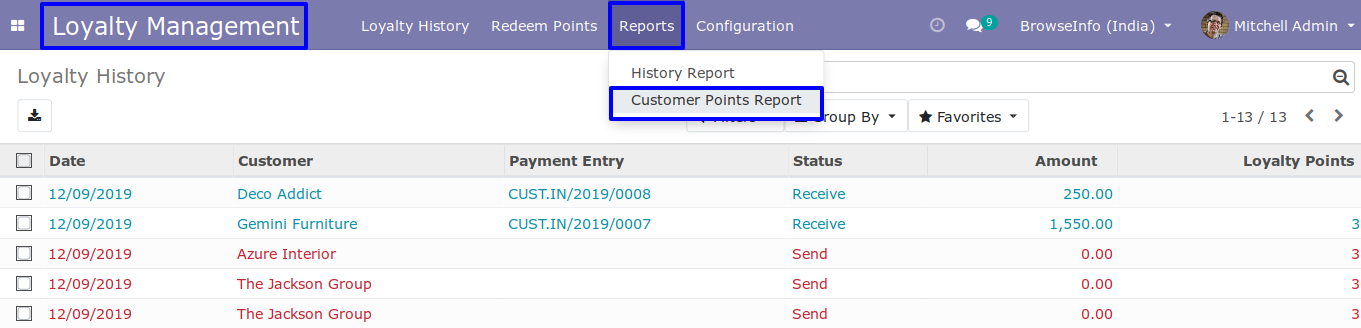 Loyalty Management Loyalty History Redeem Points Reports Configuration 9 BrowseInfo (India) Mitchell Admin
Loyalty History
History Report
Customer Points Report
Group By Favorites 1-13 / 13
Date Customer Payment Entry Status Amount Loyalty Points
12/09/2019 Deco Addict CUST.IN/2019/0008 Receive 250.00
12/09/2019 Gemini Furniture CUST.IN/2019/0007 Receive 1,550.00 3
12/09/2019 Azure Interior Send 0.00 3
12/09/2019 The Jackson Group Send 0.00 3
12/09/2019 The Jackson Group Send 0.00 3